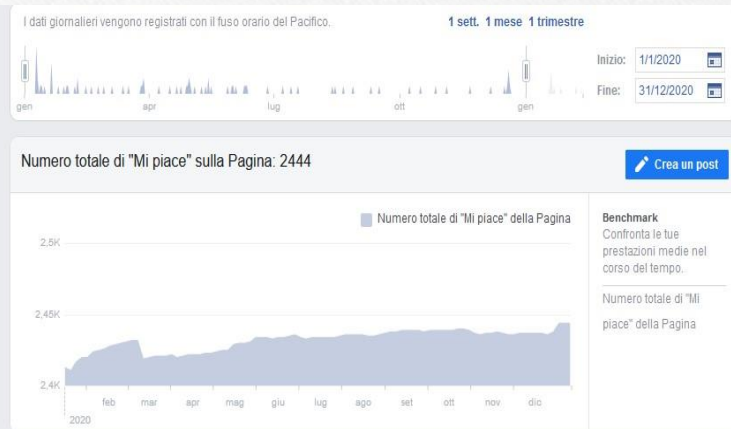 I dati giornalieri vengono registrati con il fuso orario del Pacifico.
1 sett. 1 mese 1 trimestre
Inizio: 1/1/2020
Fine: 31/12/2020
gen apr lug ott gen
Numero totale di "Mi piace" sulla Pagina: 2444
Crea un post
Numero totale di "Mi piace" della Pagina
Benchmark
Confronta le tue
prestazioni medie nel
corso del tempo.
Numero totale di "Mi
piace" della Pagina
2,5K
2,45K
2,4K
feb mar apr mag giu lug ago set ott nov dic
2020